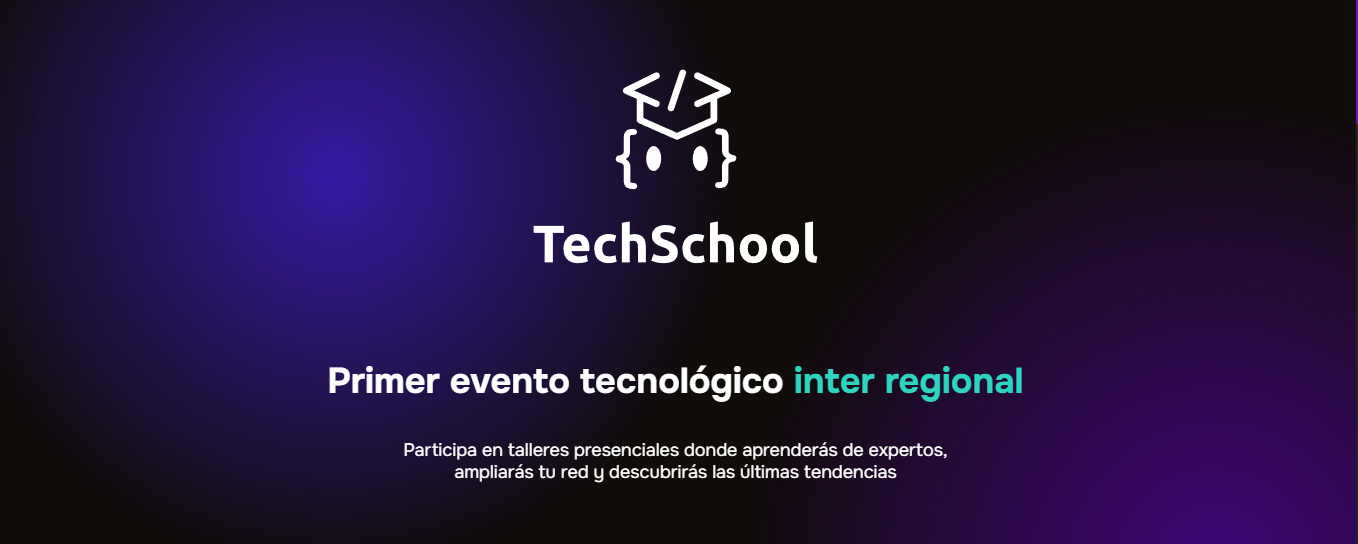 TechSchool
Primer evento tecnológico inter regional
Participa en talleres presenciales donde aprenderás de expertos,
ampliarás tu red y descubrirás las últimas tendencias